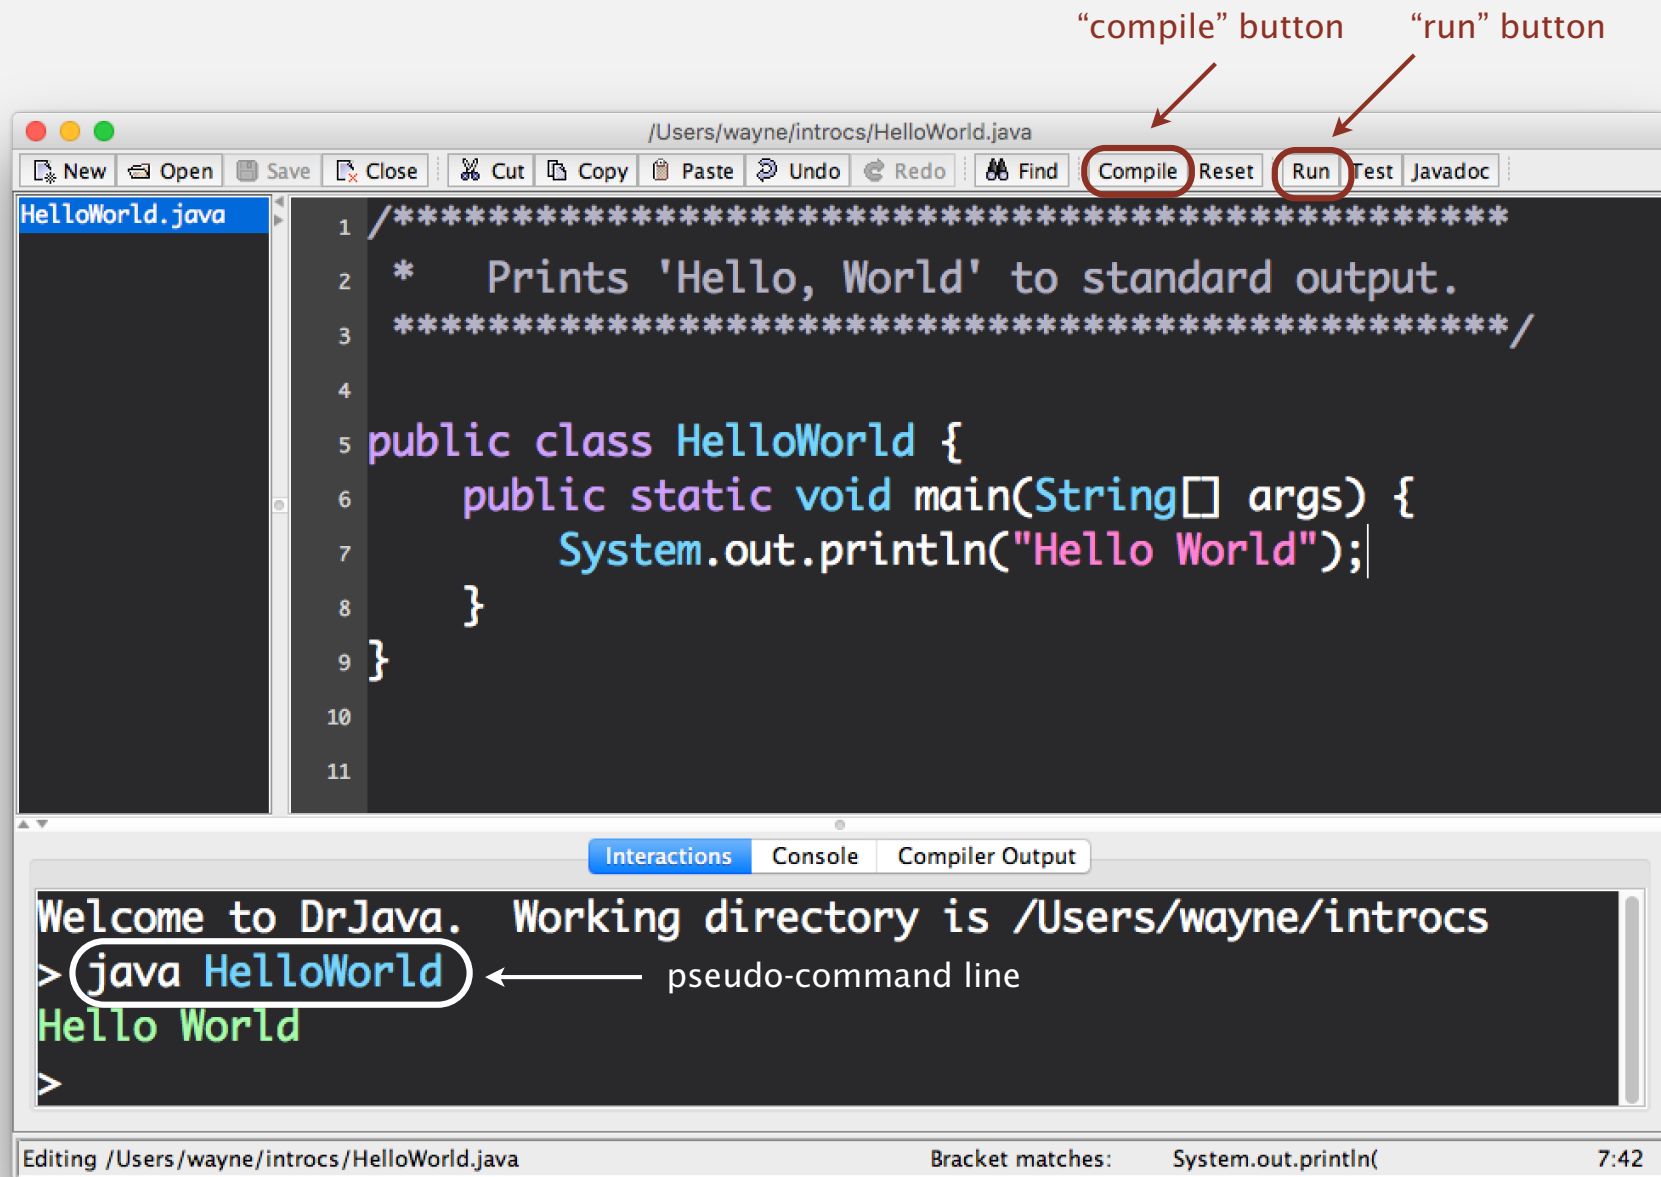 “compile” button “run” button
/Users/wayne/introcs/HelloWorld.java
New Open Save Close Cut Copy Paste Undo Redo Find Compile Reset Run Test Javadoc
HelloWorld.java
1 /***********************************************
2  *   Prints 'Hello, World' to standard output.
3  ***********************************************/
4
5 public class HelloWorld {
6     public static void main(String[] args) {
7         System.out.println("Hello World");
8     }
9 }
10
11
Interactions Console Compiler Output
Welcome to DrJava.  Working directory is /Users/wayne/introcs
> java HelloWorld pseudo-command line
Hello World
>
Editing /Users/wayne/introcs/HelloWorld.java Bracket matches: System.out.println( 7:42